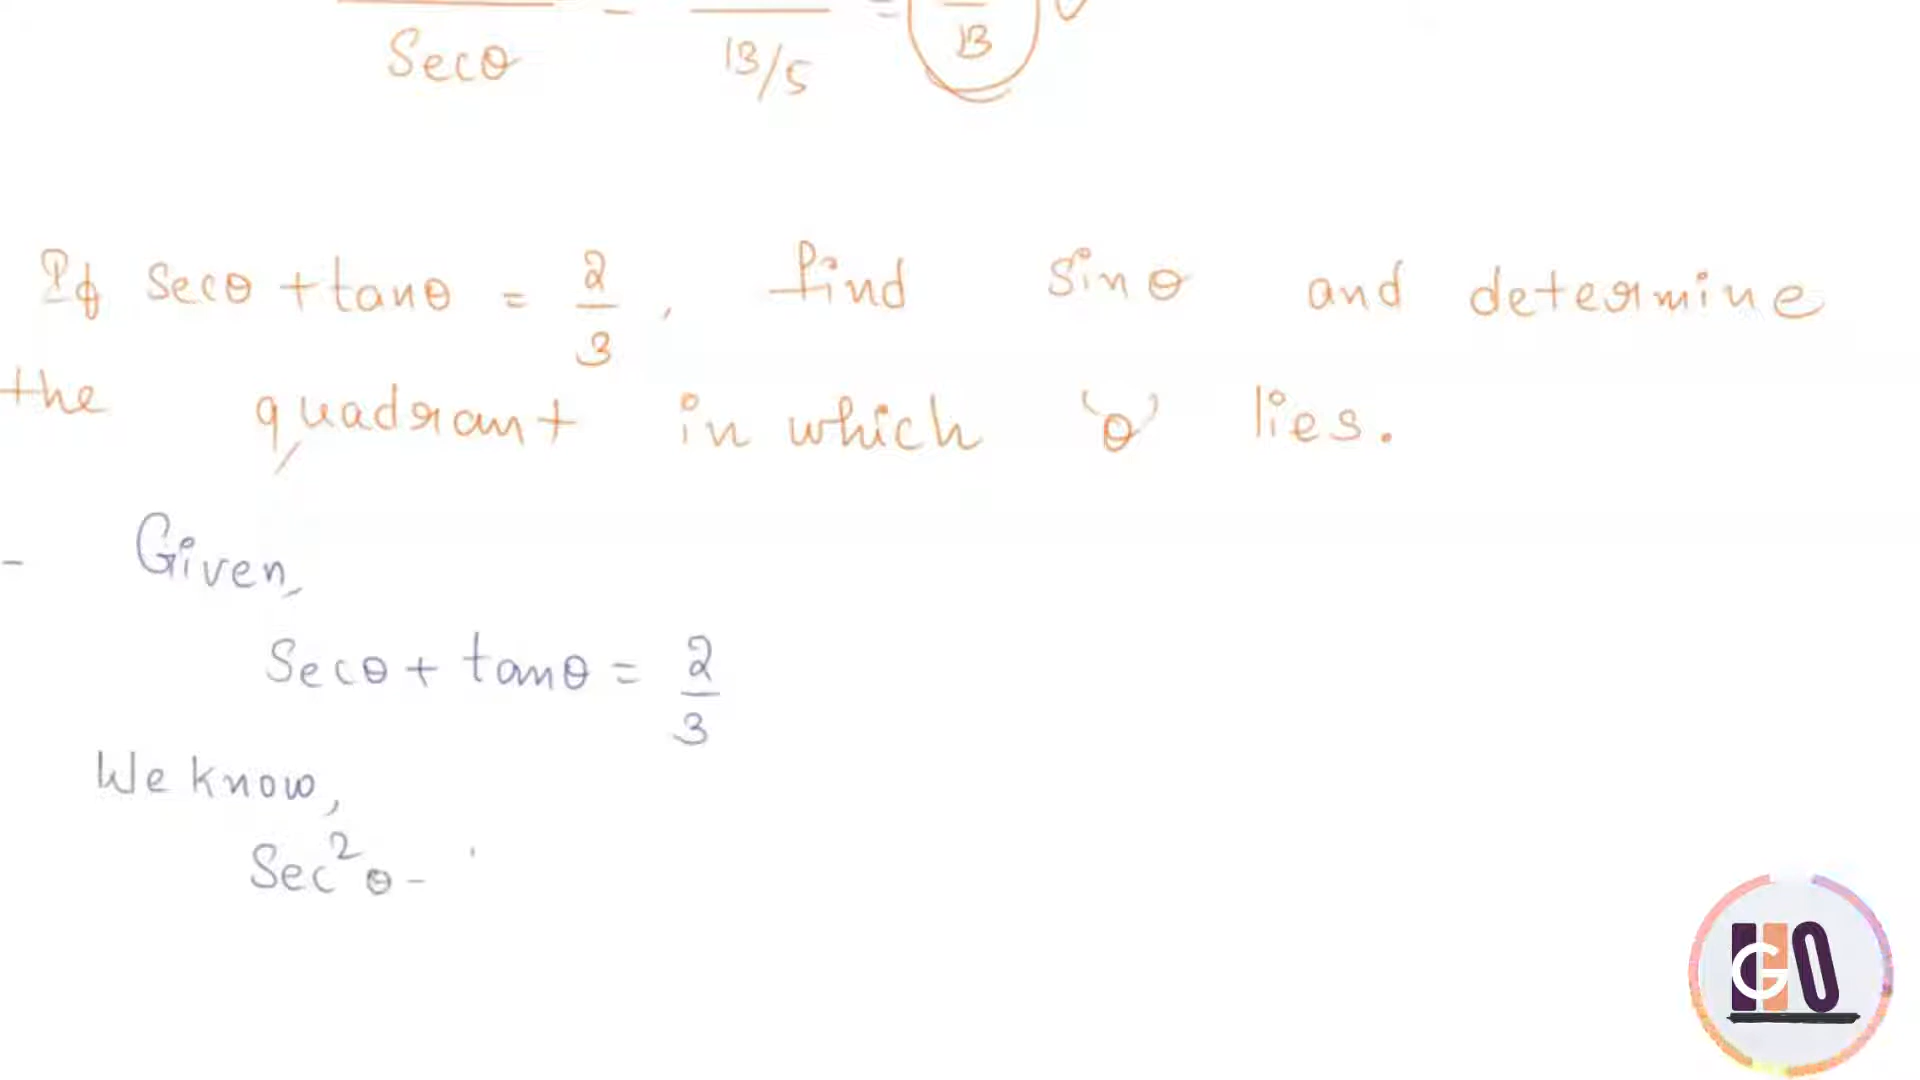 Secθ - 13/5 = 13
If secθ + tanθ = 2/3, find sinθ and determine
the quadrant in which 'θ' lies.
- Given,
Secθ + tanθ = 2/3
We know,
Sec²θ -
GHO